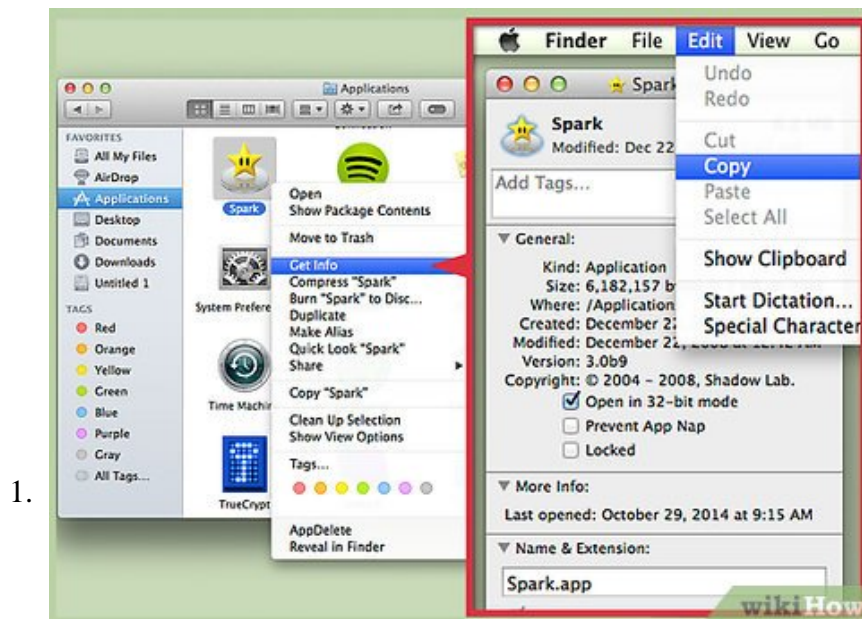 1.
Applications
FAVORITES
All My Files
AirDrop
Applications
Desktop
Documents
Downloads
Untitled 1
TAGS
Red
Orange
Yellow
Green
Blue
Purple
Gray
All Tags...
Spark
System Prefere
Time Machin
TrueCrypt
Open
Show Package Contents
Move to Trash
Get Info
Compress "Spark"
Burn "Spark" to Disc...
Duplicate
Make Alias
Quick Look "Spark"
Share
Copy "Spark"
Clean Up Selection
Show View Options
Tags...
AppDelete
Reveal in Finder
Finder File Edit View Go
Undo
Redo
Cut
Copy
Paste
Select All
Show Clipboard
Start Dictation...
Special Character
Spark
Spark
Modified: Dec 22
Add Tags...
General:
Kind: Application
Size: 6,182,157 b
Where: /Application
Created: December 22
Modified: December 22,
Version: 3.0b9
Copyright: © 2004 – 2008, Shadow Lab.
Open in 32-bit mode
Prevent App Nap
Locked
More Info:
Last opened: October 29, 2014 at 9:15 AM
Name & Extension:
Spark.app
wikiHow